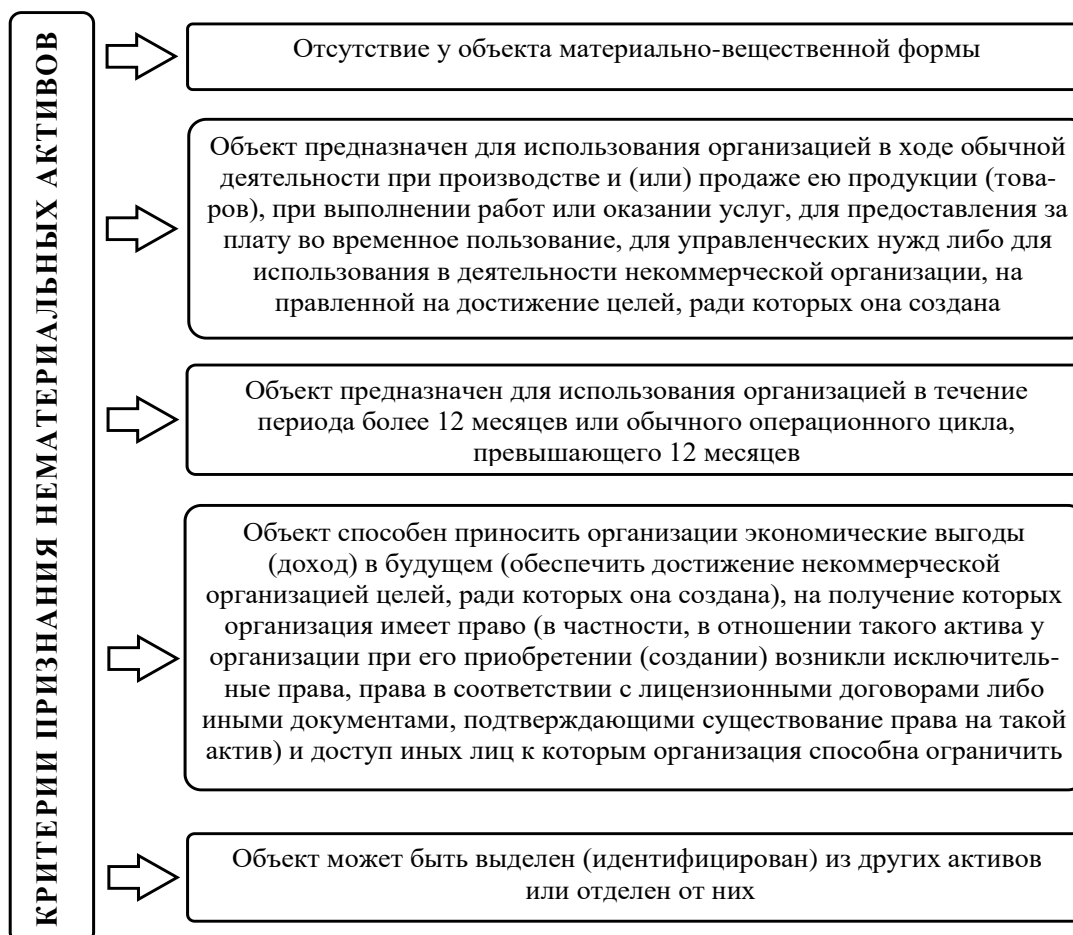 КРИТЕРИИ ПРИЗНАНИЯ НЕМАТЕРИАЛЬНЫХ АКТИВОВ
Отсутствие у объекта материально-вещественной формы
Объект предназначен для использования организацией в ходе обычной
деятельности при производстве и (или) продаже ею продукции (това-
ров), при выполнении работ или оказании услуг, для предоставления за
плату во временное пользование, для управленческих нужд либо для
использования в деятельности некоммерческой организации, на
правленной на достижение целей, ради которых она создана
Объект предназначен для использования организацией в течение
периода более 12 месяцев или обычного операционного цикла,
превышающего 12 месяцев
Объект способен приносить организации экономические выгоды
(доход) в будущем (обеспечить достижение некоммерческой
организацией целей, ради которых она создана), на получение которых
организация имеет право (в частности, в отношении такого актива у
организации при его приобретении (создании) возникли исключитель-
ные права, права в соответствии с лицензионными договорами либо
иными документами, подтверждающими существование права на такой
актив) и доступ иных лиц к которым организация способна ограничить
Объект может быть выделен (идентифицирован) из других активов
или отделен от них